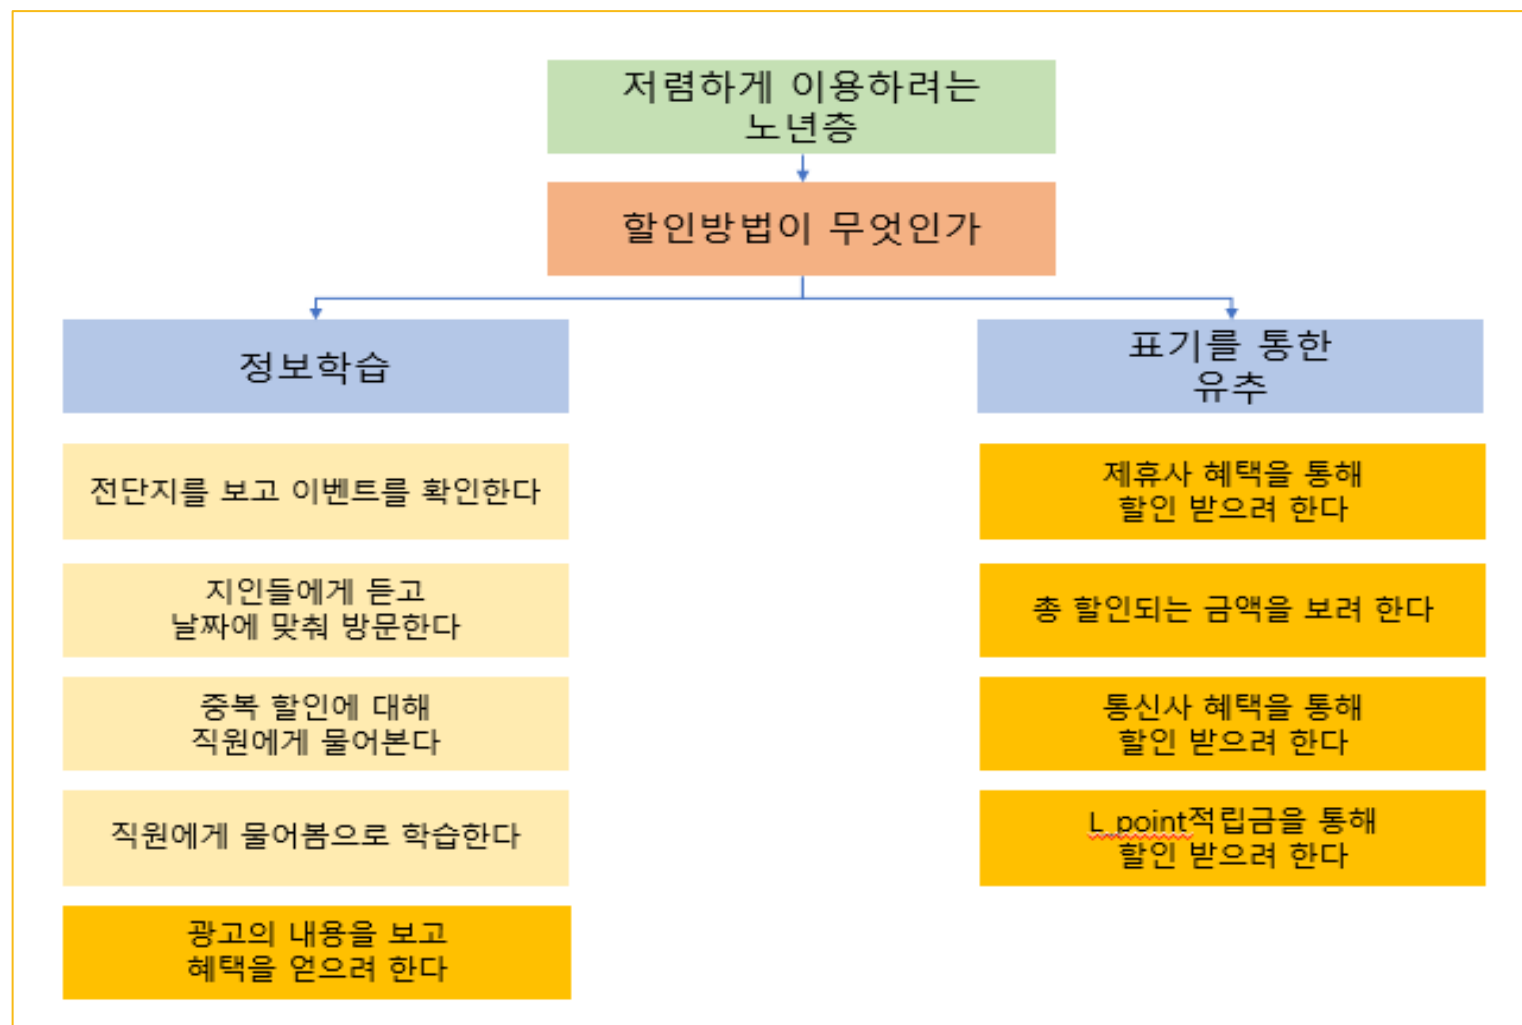 저렴하게 이용하려는
노년층
할인방법이 무엇인가
정보학습
전단지를 보고 이벤트를 확인한다
지인들에게 듣고
날짜에 맞춰 방문한다
중복 할인에 대해
직원에게 물어본다
직원에게 물어봄으로 학습한다
광고의 내용을 보고
혜택을 얻으려 한다
표기를 통한
유추
제휴사 혜택을 통해
할인 받으려 한다
총 할인되는 금액을 보려 한다
통신사 혜택을 통해
할인 받으려 한다
L_point적립금을 통해
할인 받으려 한다